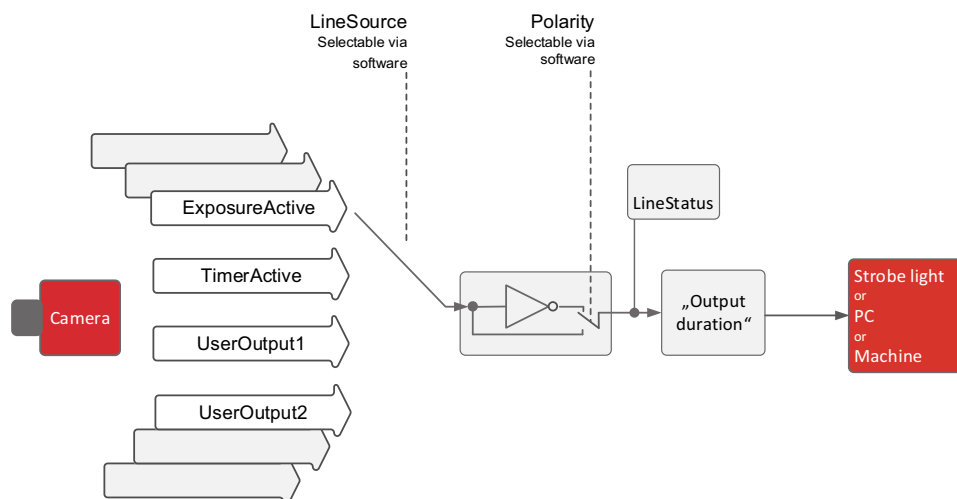 LineSource
Selectable via
software
Polarity
Selectable via
software
ExposureActive
TimerActive
UserOutput1
UserOutput2
Camera
LineStatus
„Output
duration“
Strobe light
or
PC
or
Machine